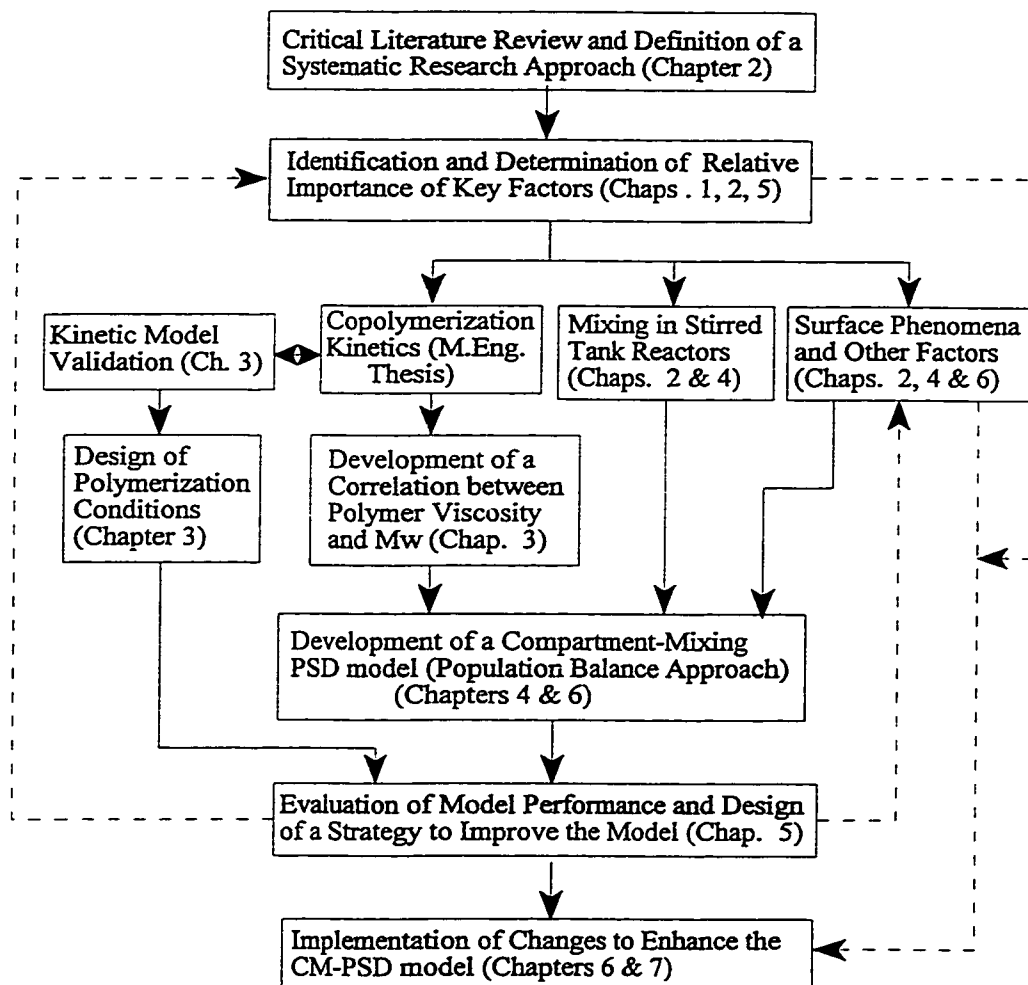 Critical Literature Review and Definition of a
Systematic Research Approach (Chapter 2)
Identification and Determination of Relative
Importance of Key Factors (Chaps . 1, 2, 5)
Kinetic Model
Validation (Ch. 3)
Copolymerization
Kinetics (M.Eng.
Thesis)
Mixing in Stirred
Tank Reactors
(Chaps. 2 & 4)
Surface Phenomena
and Other Factors
(Chaps. 2, 4 & 6)
Design of
Polymerization
Conditions
(Chapter 3)
Development of a
Correlation between
Polymer Viscosity
and Mw (Chap. 3)
Development of a Compartment-Mixing
PSD model (Population Balance Approach)
(Chapters 4 & 6)
Evaluation of Model Performance and Design
of a Strategy to Improve the Model (Chap. 5)
Implementation of Changes to Enhance the
CM-PSD model (Chapters 6 & 7)